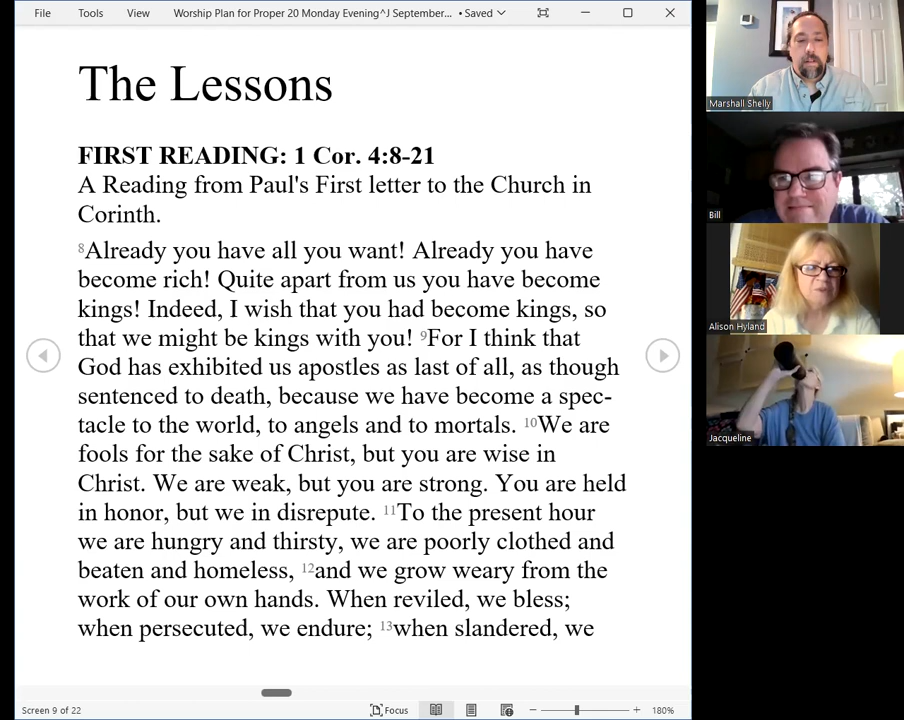 File
Tools
View
Worship Plan for Proper 20 Monday Evening^J September... • Saved
The Lessons
FIRST READING: 1 Cor. 4:8-21
A Reading from Paul's First letter to the Church in
Corinth.
8Already you have all you want! Already you have
become rich! Quite apart from us you have become
kings! Indeed, I wish that you had become kings, so
that we might be kings with you! 9For I think that
God has exhibited us apostles as last of all, as though
sentenced to death, because we have become a spec-
tacle to the world, to angels and to mortals. 10We are
fools for the sake of Christ, but you are wise in
Christ. We are weak, but you are strong. You are held
in honor, but we in disrepute. 11To the present hour
we are hungry and thirsty, we are poorly clothed and
beaten and homeless, 12and we grow weary from the
work of our own hands. When reviled, we bless;
when persecuted, we endure; 13when slandered, we
Screen 9 of 22
Focus
180%
Marshall Shelly
Bill
Alison Hyland
Jacqueline